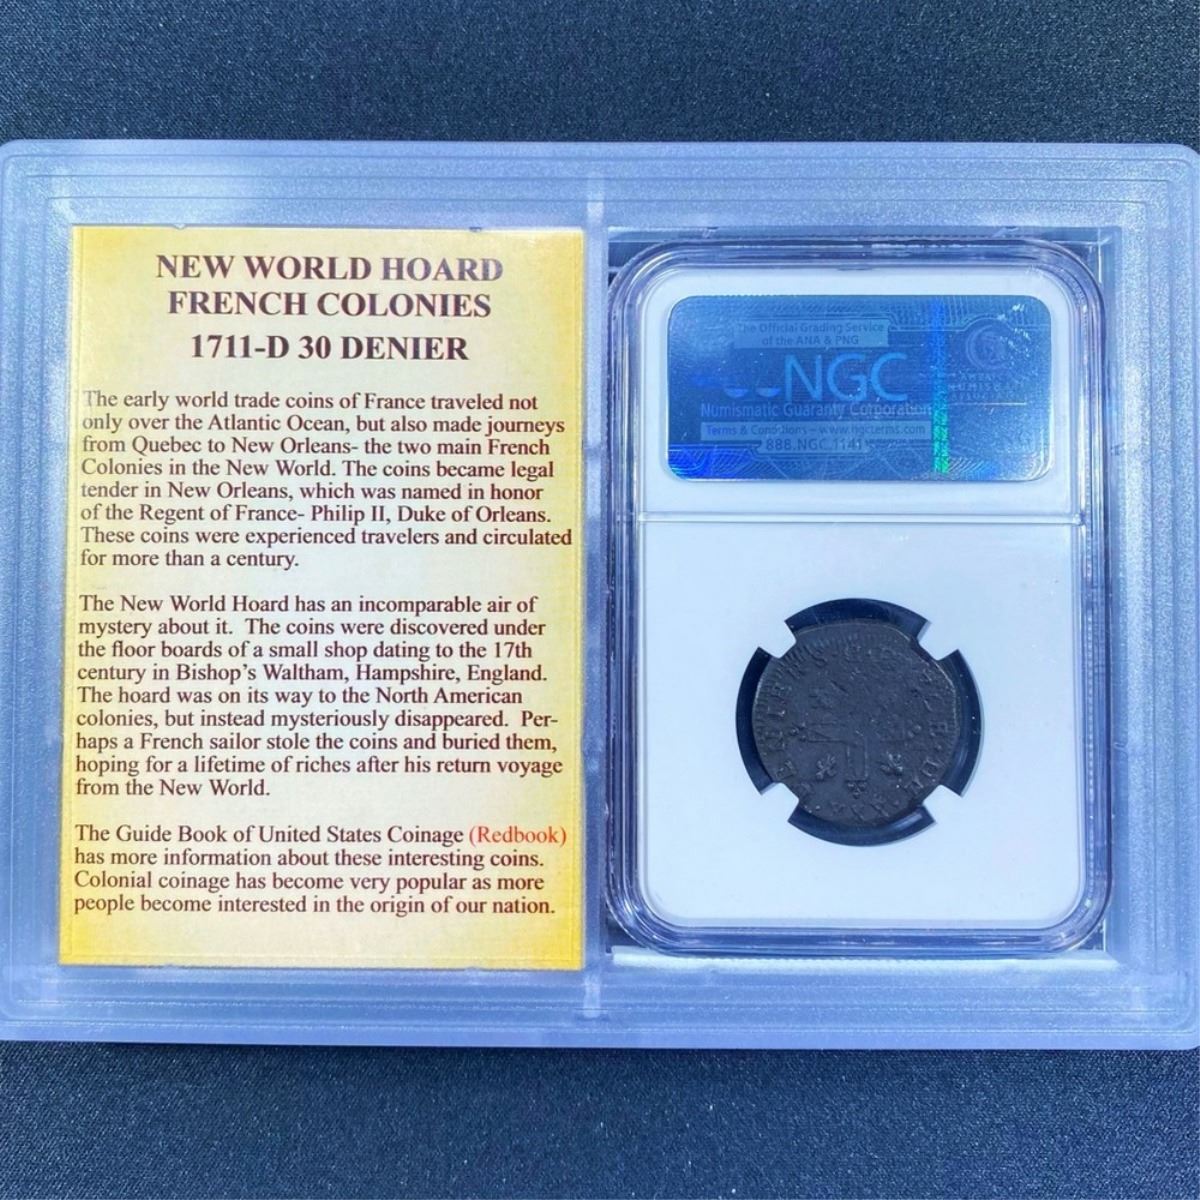 NEW WORLD HOARD
FRENCH COLONIES
1711-D 30 DENIER
The early world trade coins of France traveled not
only over the Atlantic Ocean, but also made journeys
from Quebec to New Orleans- the two main French
Colonies in the New World. The coins became legal
tender in New Orleans, which was named in honor
of the Regent of France- Philip II, Duke of Orleans.
These coins were experienced travelers and circulated
for more than a century.
The New World Hoard has an incomparable air of
mystery about it.  The coins were discovered under
the floor boards of a small shop dating to the 17th
century in Bishop's Waltham, Hampshire, England.
The hoard was on its way to the North American
colonies, but instead mysteriously disappeared.  Per-
haps a French sailor stole the coins and buried them,
hoping for a lifetime of riches after his return voyage
from the New World.
The Guide Book of United States Coinage (Redbook)
has more information about these interesting coins.
Colonial coinage has become very popular as more
people become interested in the origin of our nation.
The Official Grading Service
of the ANA & PNG
NGC
Numismatic Guaranty Corporation
Terms & Conditions – www.ngcterms.com
888.NGC.1141